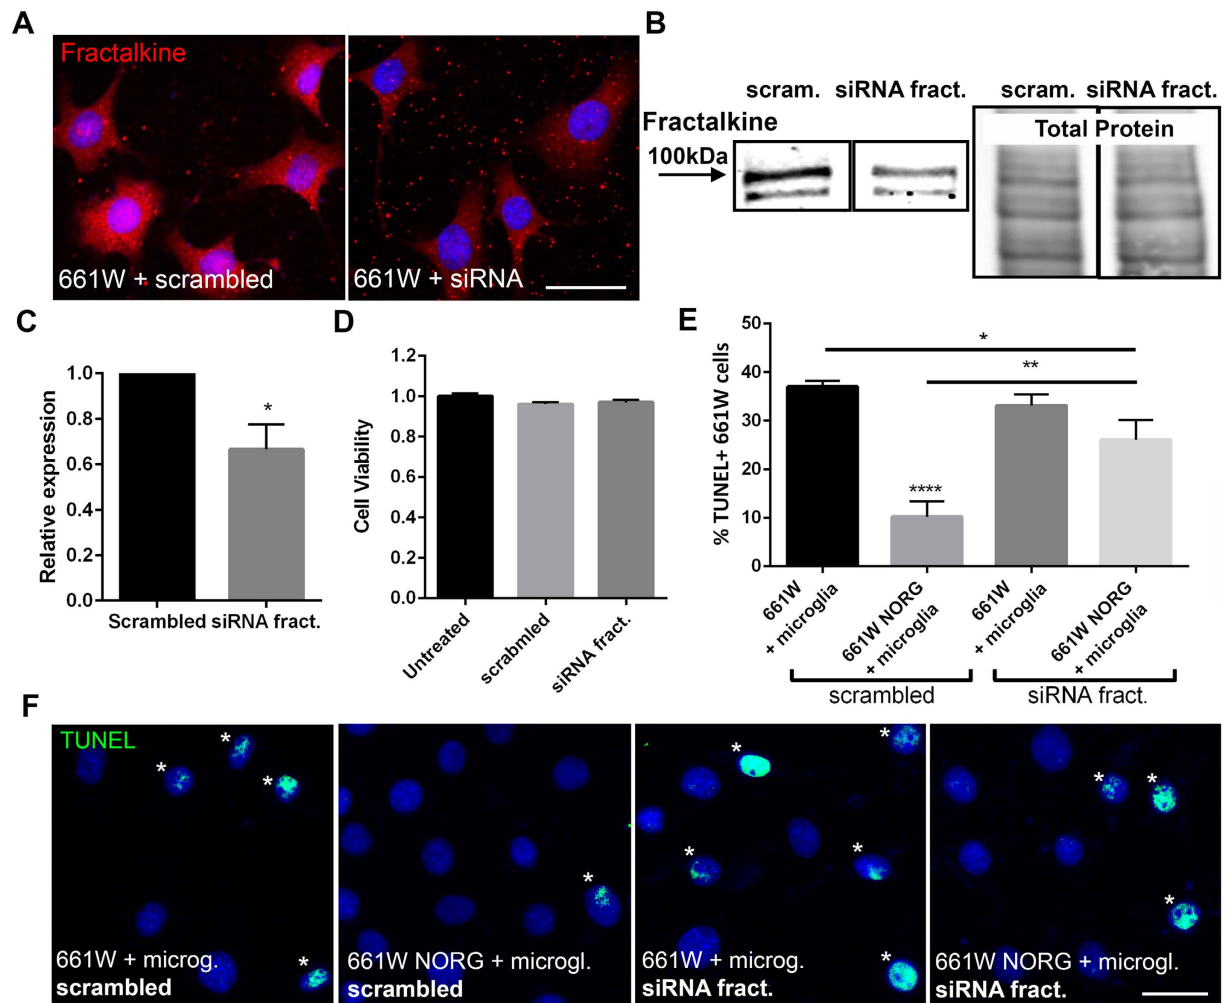 A
Fractalkine
661W + scrambled
661W + siRNA
B
scram. siRNA fract.
scram. siRNA fract.
Fractalkine
100kDa
Total Protein
C
Relative expression
1.0
0.8
0.6
0.4
0.2
0.0
*
Scrambled siRNA fract.
D
Cell Viability
1.2
1.0
0.8
0.6
0.4
0.2
0.0
Untreated
scrabmled
siRNA fract.
E
% TUNEL+ 661W cells
50
40
30
20
10
0
*
**
****
661W
+ microglia
661W NORG
+ microglia
661W
+ microglia
661W NORG
+ microglia
scrambled
siRNA fract.
F
TUNEL
* * * *
661W + microg.
scrambled
*
661W NORG + microgl.
scrambled
* * * * *
661W + microg.
siRNA fract.
* * *
661W NORG + microgl.
siRNA fract.